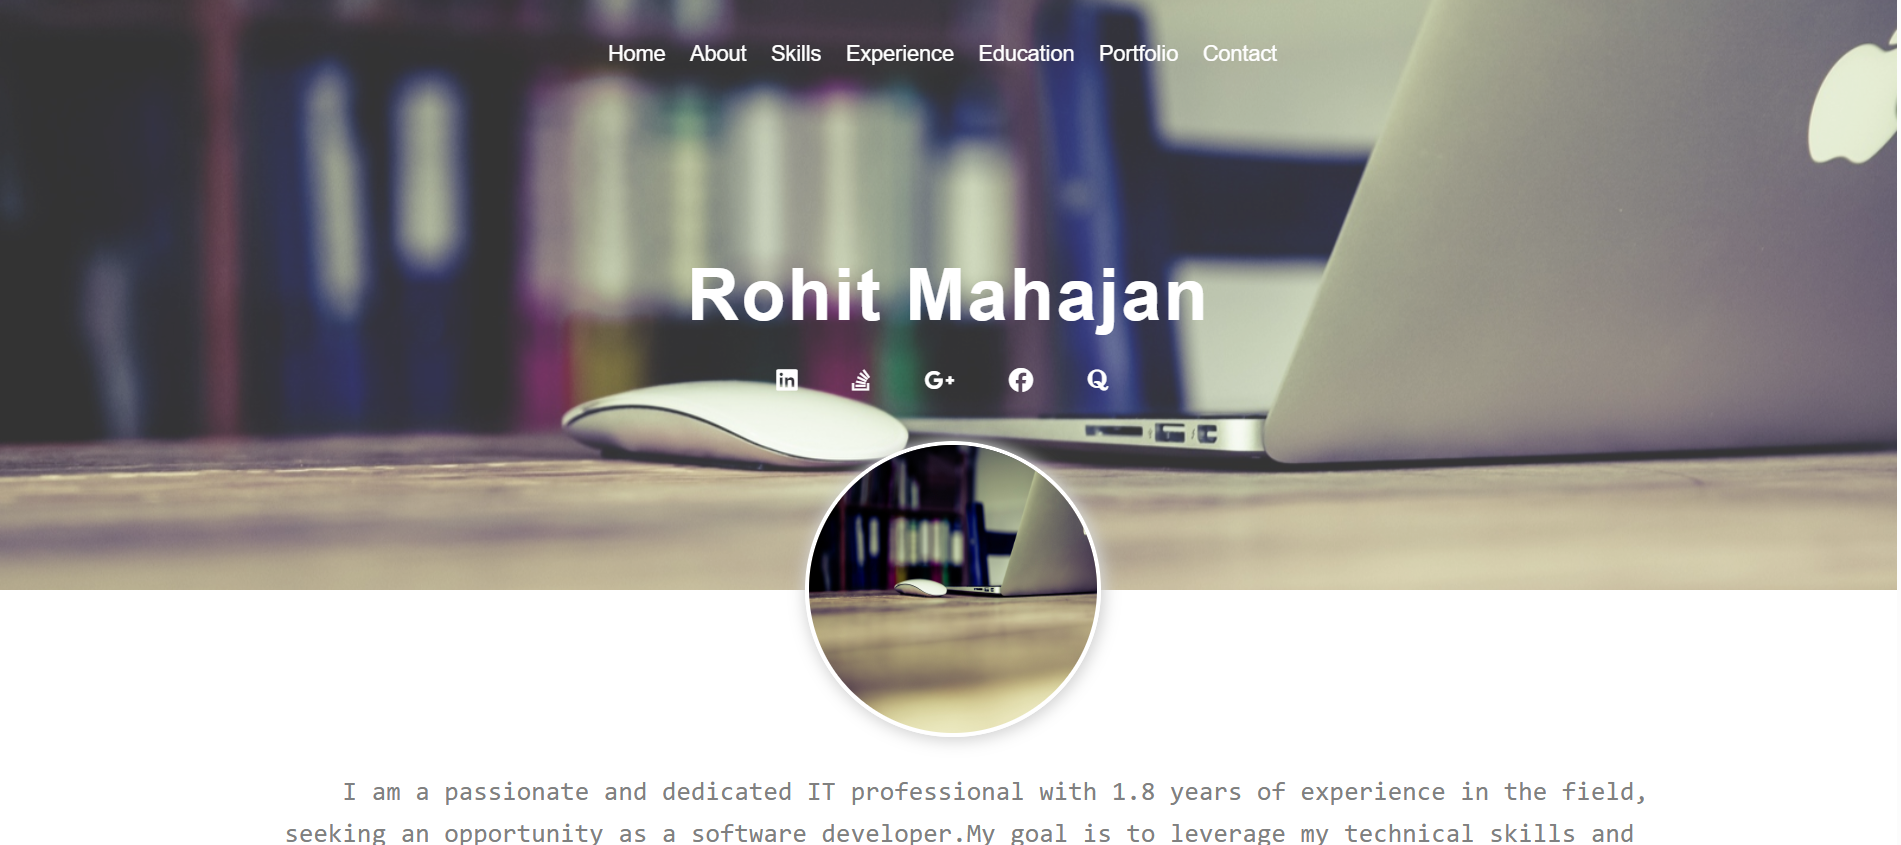 Home About Skills Experience Education Portfolio Contact
Rohit Mahajan
in G+ f Q
I am a passionate and dedicated IT professional with 1.8 years of experience in the field,
seeking an opportunity as a software developer.My goal is to leverage my technical skills and